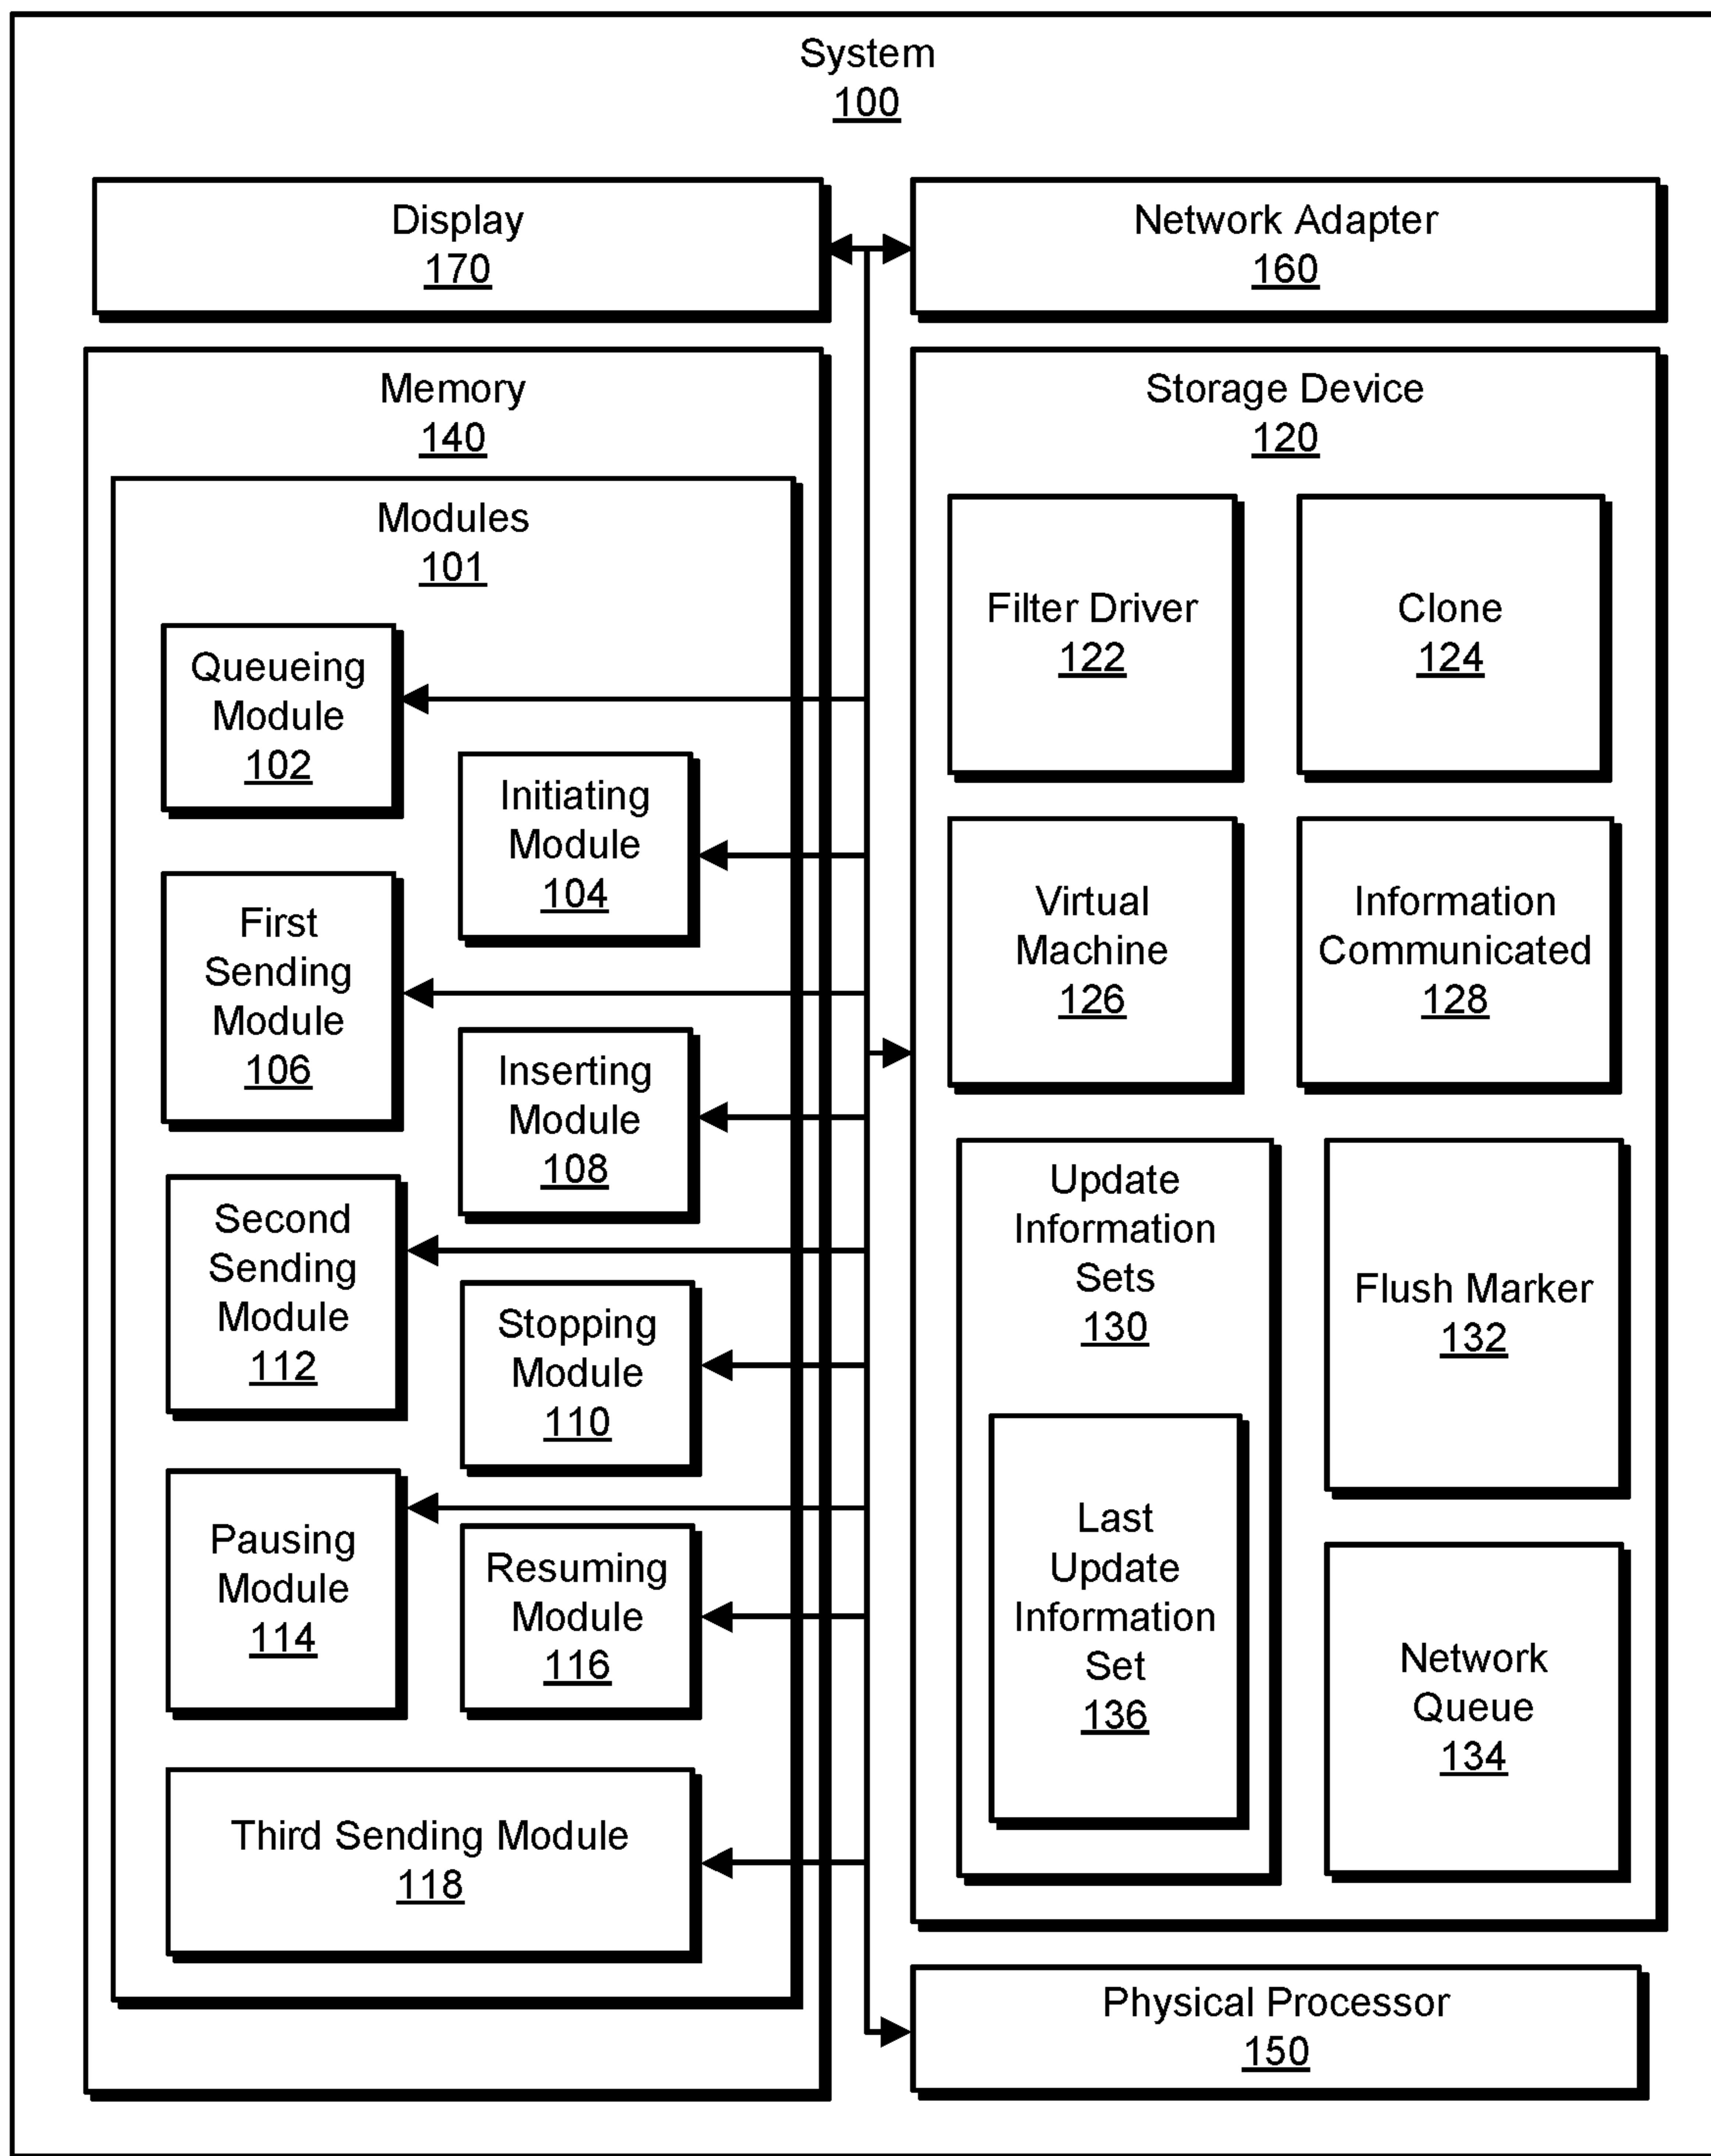 System
100
Display
170
Network Adapter
160
Memory
140
Modules
101
Queueing
Module
102
Initiating
Module
104
First
Sending
Module
106
Inserting
Module
108
Second
Sending
Module
112
Stopping
Module
110
Pausing
Module
114
Resuming
Module
116
Third Sending Module
118
Storage Device
120
Filter Driver
122
Clone
124
Virtual
Machine
126
Information
Communicated
128
Update
Information
Sets
130
Last
Update
Information
Set
136
Flush Marker
132
Network
Queue
134
Physical Processor
150